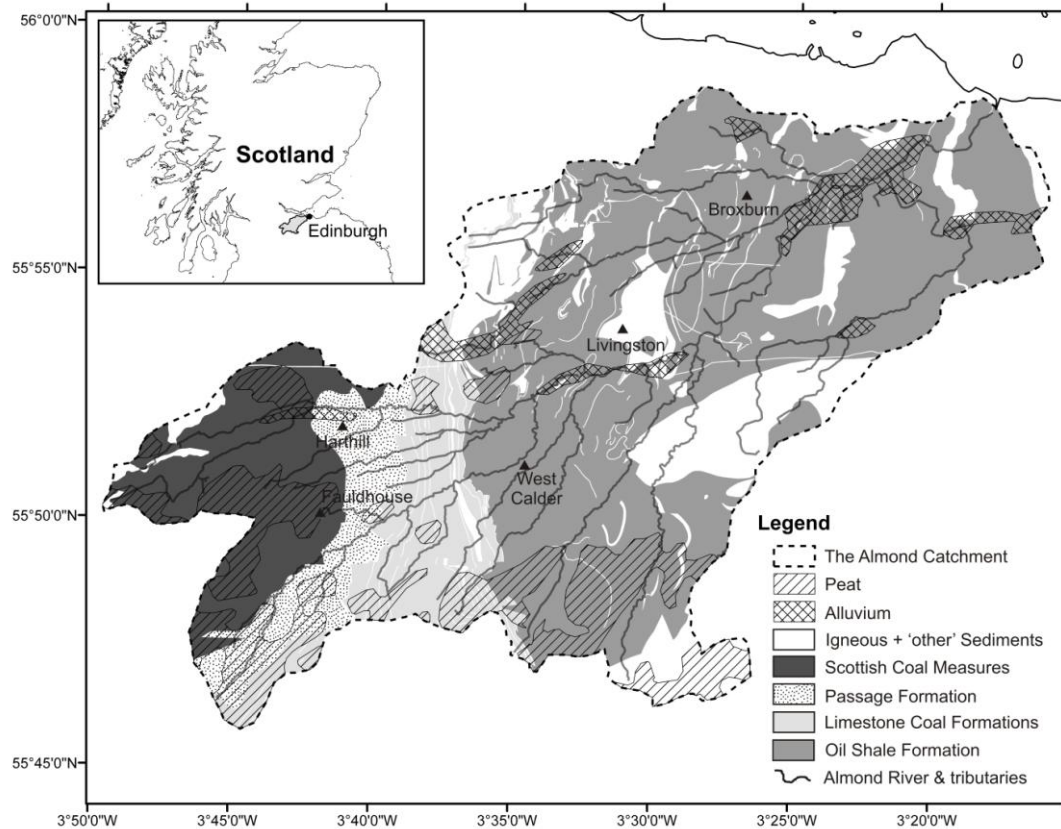 56°0'0"N
55°55'0"N
55°50'0"N
55°45'0"N
Scotland
Edinburgh
Broxburn
Livingston
Harthill
Fauldhouse
West
Calder
Legend
The Almond Catchment
Peat
Alluvium
Igneous + ‘other’ Sediments
Scottish Coal Measures
Passage Formation
Limestone Coal Formations
Oil Shale Formation
Almond River & tributaries
3°50'0"W 3°45'0"W 3°40'0"W 3°35'0"W 3°30'0"W 3°25'0"W 3°20'0"W